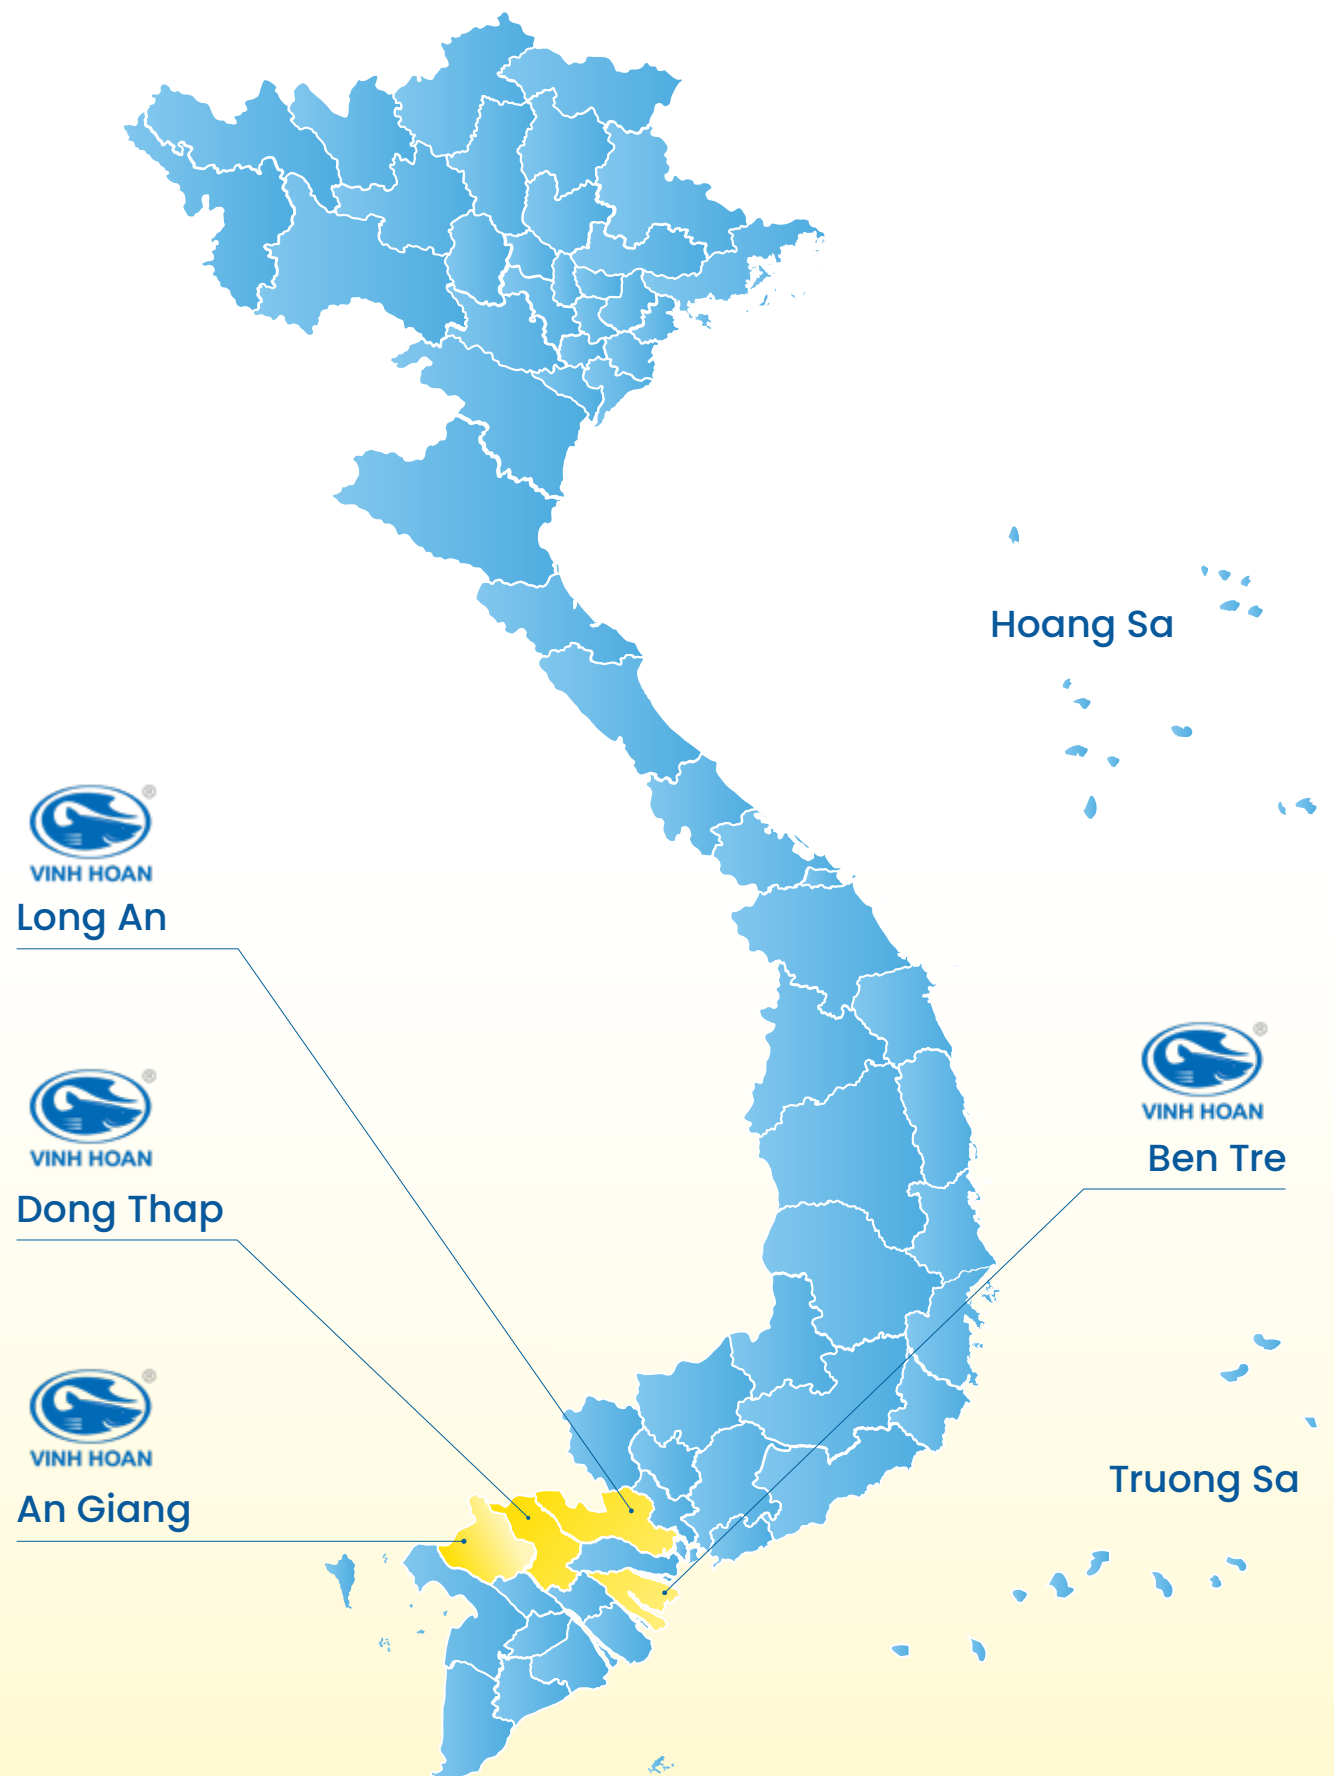 Hoang Sa
®
VINH HOAN
Long An
®
VINH HOAN
Ben Tre
®
VINH HOAN
Dong Thap
®
VINH HOAN
An Giang
Truong Sa